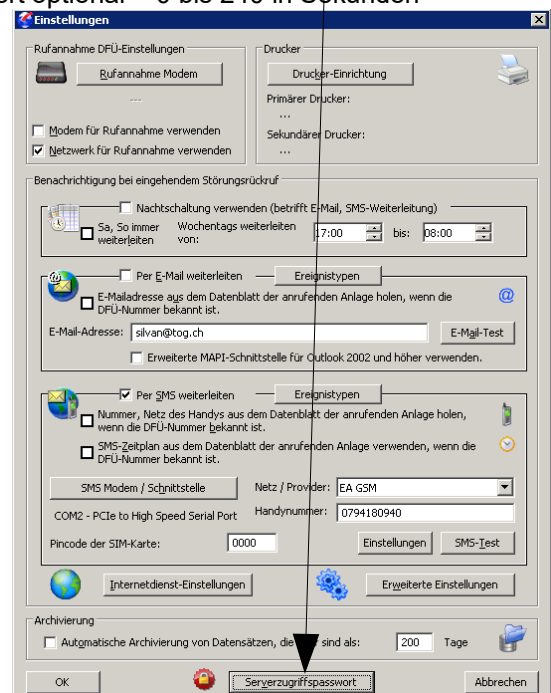 optional
0 bis 240 in Sekunden
Einstellungen
Rufannahme DFÜ-Einstellungen
Rufannahme Modem
---
Modem für Rufannahme verwenden
Netzwerk für Rufannahme verwenden
Drucker
Drucker-Einrichtung
Primärer Drucker:
...
Sekundärer Drucker:
...
Benachrichtigung bei eingehendem Störungsrückruf
Nachtschaltung verwenden (betrifft E-Mail, SMS-Weiterleitung)
Sa, So immer weiterleiten
Wochentags weiterleiten von:
17:00
bis:
08:00
Per E-Mail weiterleiten
Ereignistypen
E-Mailadresse aus dem Datenblatt der anrufenden Anlage holen, wenn die
DFÜ-Nummer bekannt ist.
E-Mail-Adresse:
silvan@tog.ch
E-Mail-Test
Erweiterte MAPI-Schnittstelle für Outlook 2002 und höher verwenden.
Per SMS weiterleiten
Ereignistypen
Nummer, Netz des Handys aus dem Datenblatt der anrufenden Anlage holen,
wenn die DFÜ-Nummer bekannt ist.
SMS-Zeitplan aus dem Datenblatt der anrufenden Anlage verwenden, wenn die
DFÜ-Nummer bekannt ist.
SMS Modem / Schnittstelle
Netz / Provider:
EA GSM
COM2 - PCIe to High Speed Serial Port
Handynummer:
0794180940
Pincode der SIM-Karte:
0000
Einstellungen
SMS-Test
Internetdienst-Einstellungen
Erweiterte Einstellungen
Archivierung
Automatische Archivierung von Datensätzen, die sind als:
200
Tage
OK
Serverzugriffspasswort
Abbrechen